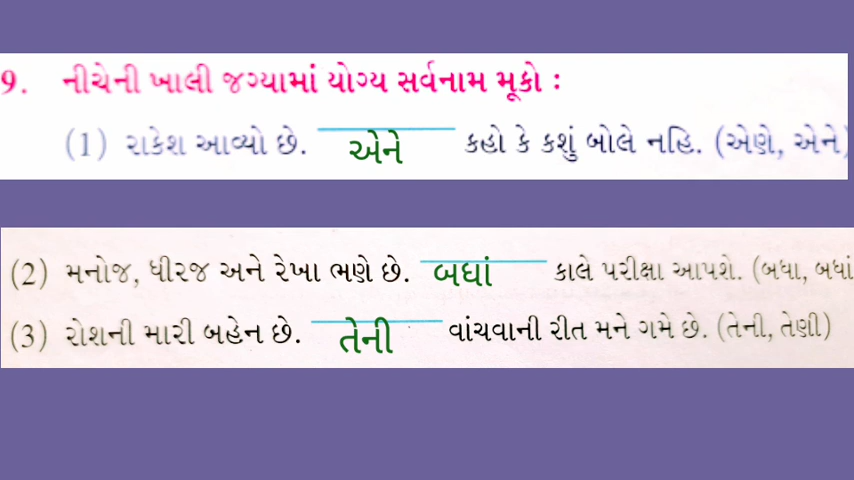 9. નીચેની ખાલી જગ્યામાં યોગ્ય સર્વનામ મૂકો :
(1) રાકેશ આવ્યો છે. એને કહો કે કશું બોલે નહિ. (એણે, એને)
(2) મનોજ, ધીરજ અને રેખા ભણે છે. બધાં કાલે પરીક્ષા આપશે. (બધા, બધાં
(3) રોશની મારી બહેન છે. તેની વાંચવાની રીત મને ગમે છે. (તેની, તેણી)